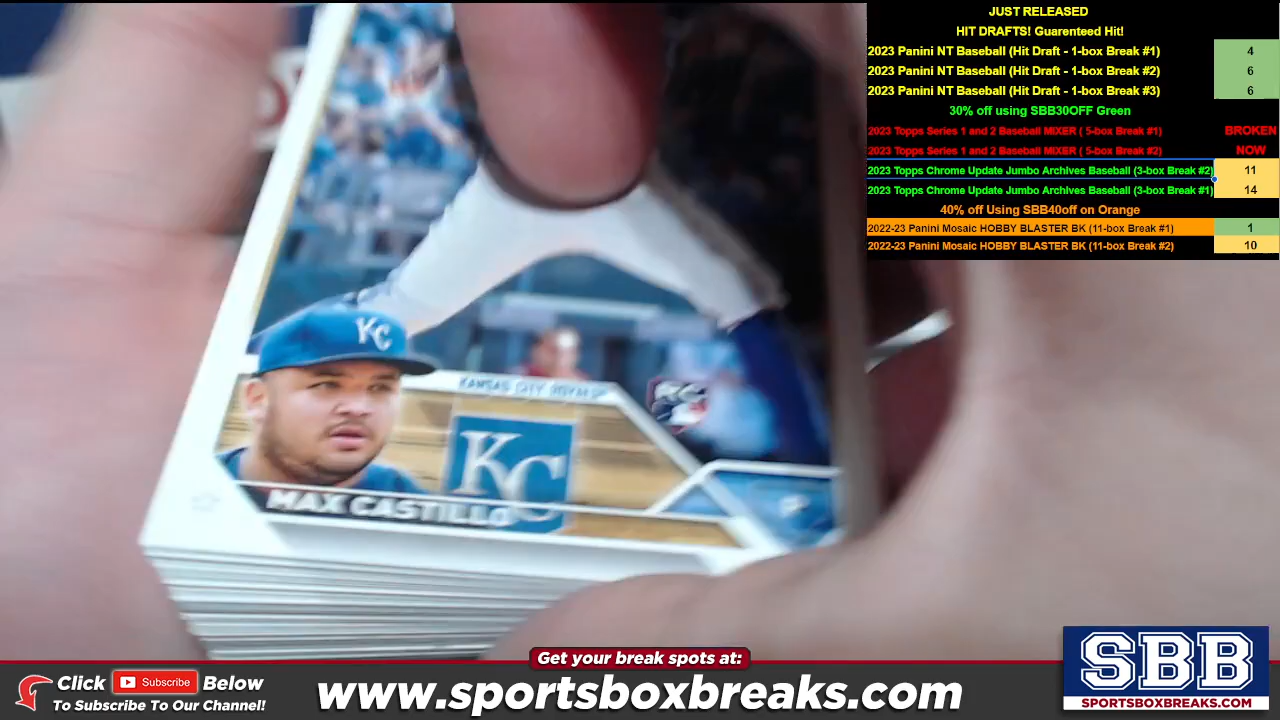 JUST RELEASED
HIT DRAFTS! Guarenteed Hit!
2023 Panini NT Baseball (Hit Draft - 1-box Break #1) 4
2023 Panini NT Baseball (Hit Draft - 1-box Break #2) 6
2023 Panini NT Baseball (Hit Draft - 1-box Break #3) 6
30% off using SBB30OFF Green
2023 Topps Series 1 and 2 Baseball MIXER ( 5-box Break #1) BROKEN
2023 Topps Series 1 and 2 Baseball MIXER ( 5-box Break #2) NOW
2023 Topps Chrome Update Jumbo Archives Baseball (3-box Break #2) 11
2023 Topps Chrome Update Jumbo Archives Baseball (3-box Break #1) 14
40% off Using SBB40off on Orange
2022-23 Panini Mosaic HOBBY BLASTER BK (11-box Break #1) 1
2022-23 Panini Mosaic HOBBY BLASTER BK (11-box Break #2) 10
KC
KANSAS CITY ROYALS
RC
KC
P
MAX CASTILLO
Get your break spots at:
Click Subscribe Below
To Subscribe To Our Channel!
www.sportsboxbreaks.com
SBB
SPORTSBOXBREAKS.COM